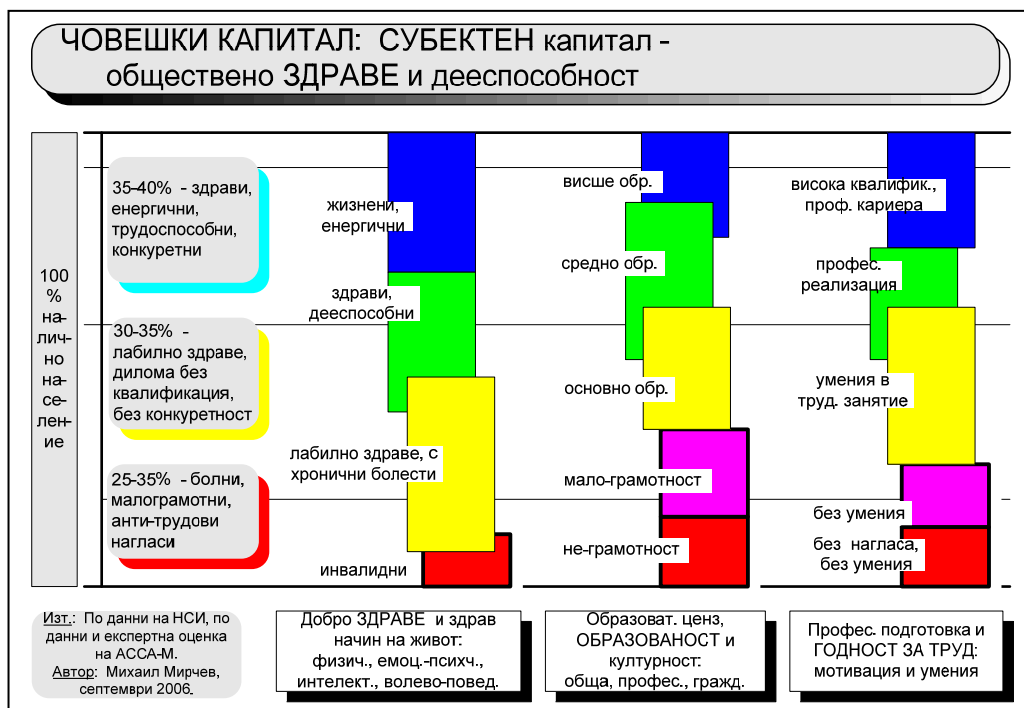 ЧОВЕШКИ КАПИТАЛ: СУБЕКТЕН капитал -
обществено ЗДРАВЕ и дееспособност
100
% на-
лич-
но
на-
се-
лен-
ие
35-40% - здрави,
енергични,
трудоспособни,
конкуретни
30-35% -
лабилно здраве,
дилома без
квалификация,
без конкуретност
25-35% - болни,
малограмотни,
анти-трудови
нагласи
жизнени,
енергични
здрави,
дееспособни
лабилно здраве, с
хронични болести
инвалидни
висше обр.
средно обр.
основно обр.
мало-грамотност
не-грамотност
висока квалифик.,
проф. кариера
профес.
реализация
умения в
труд. занятие
без умения
без нагласа,
без умения
Изт.: По данни на НСИ, по
данни и експертна оценка
на АССА-М.
Автор: Михаил Мирчев,
септември 2006.
Добро ЗДРАВЕ и здрав
начин на живот:
физич., емоц.-психч.,
интелект., волево-повед.
Образоват. ценз,
ОБРАЗОВАНОСТ и
културност:
обща, профес., гражд.
Профес. подготовка и
ГОДНОСТ ЗА ТРУД:
мотивация и умения